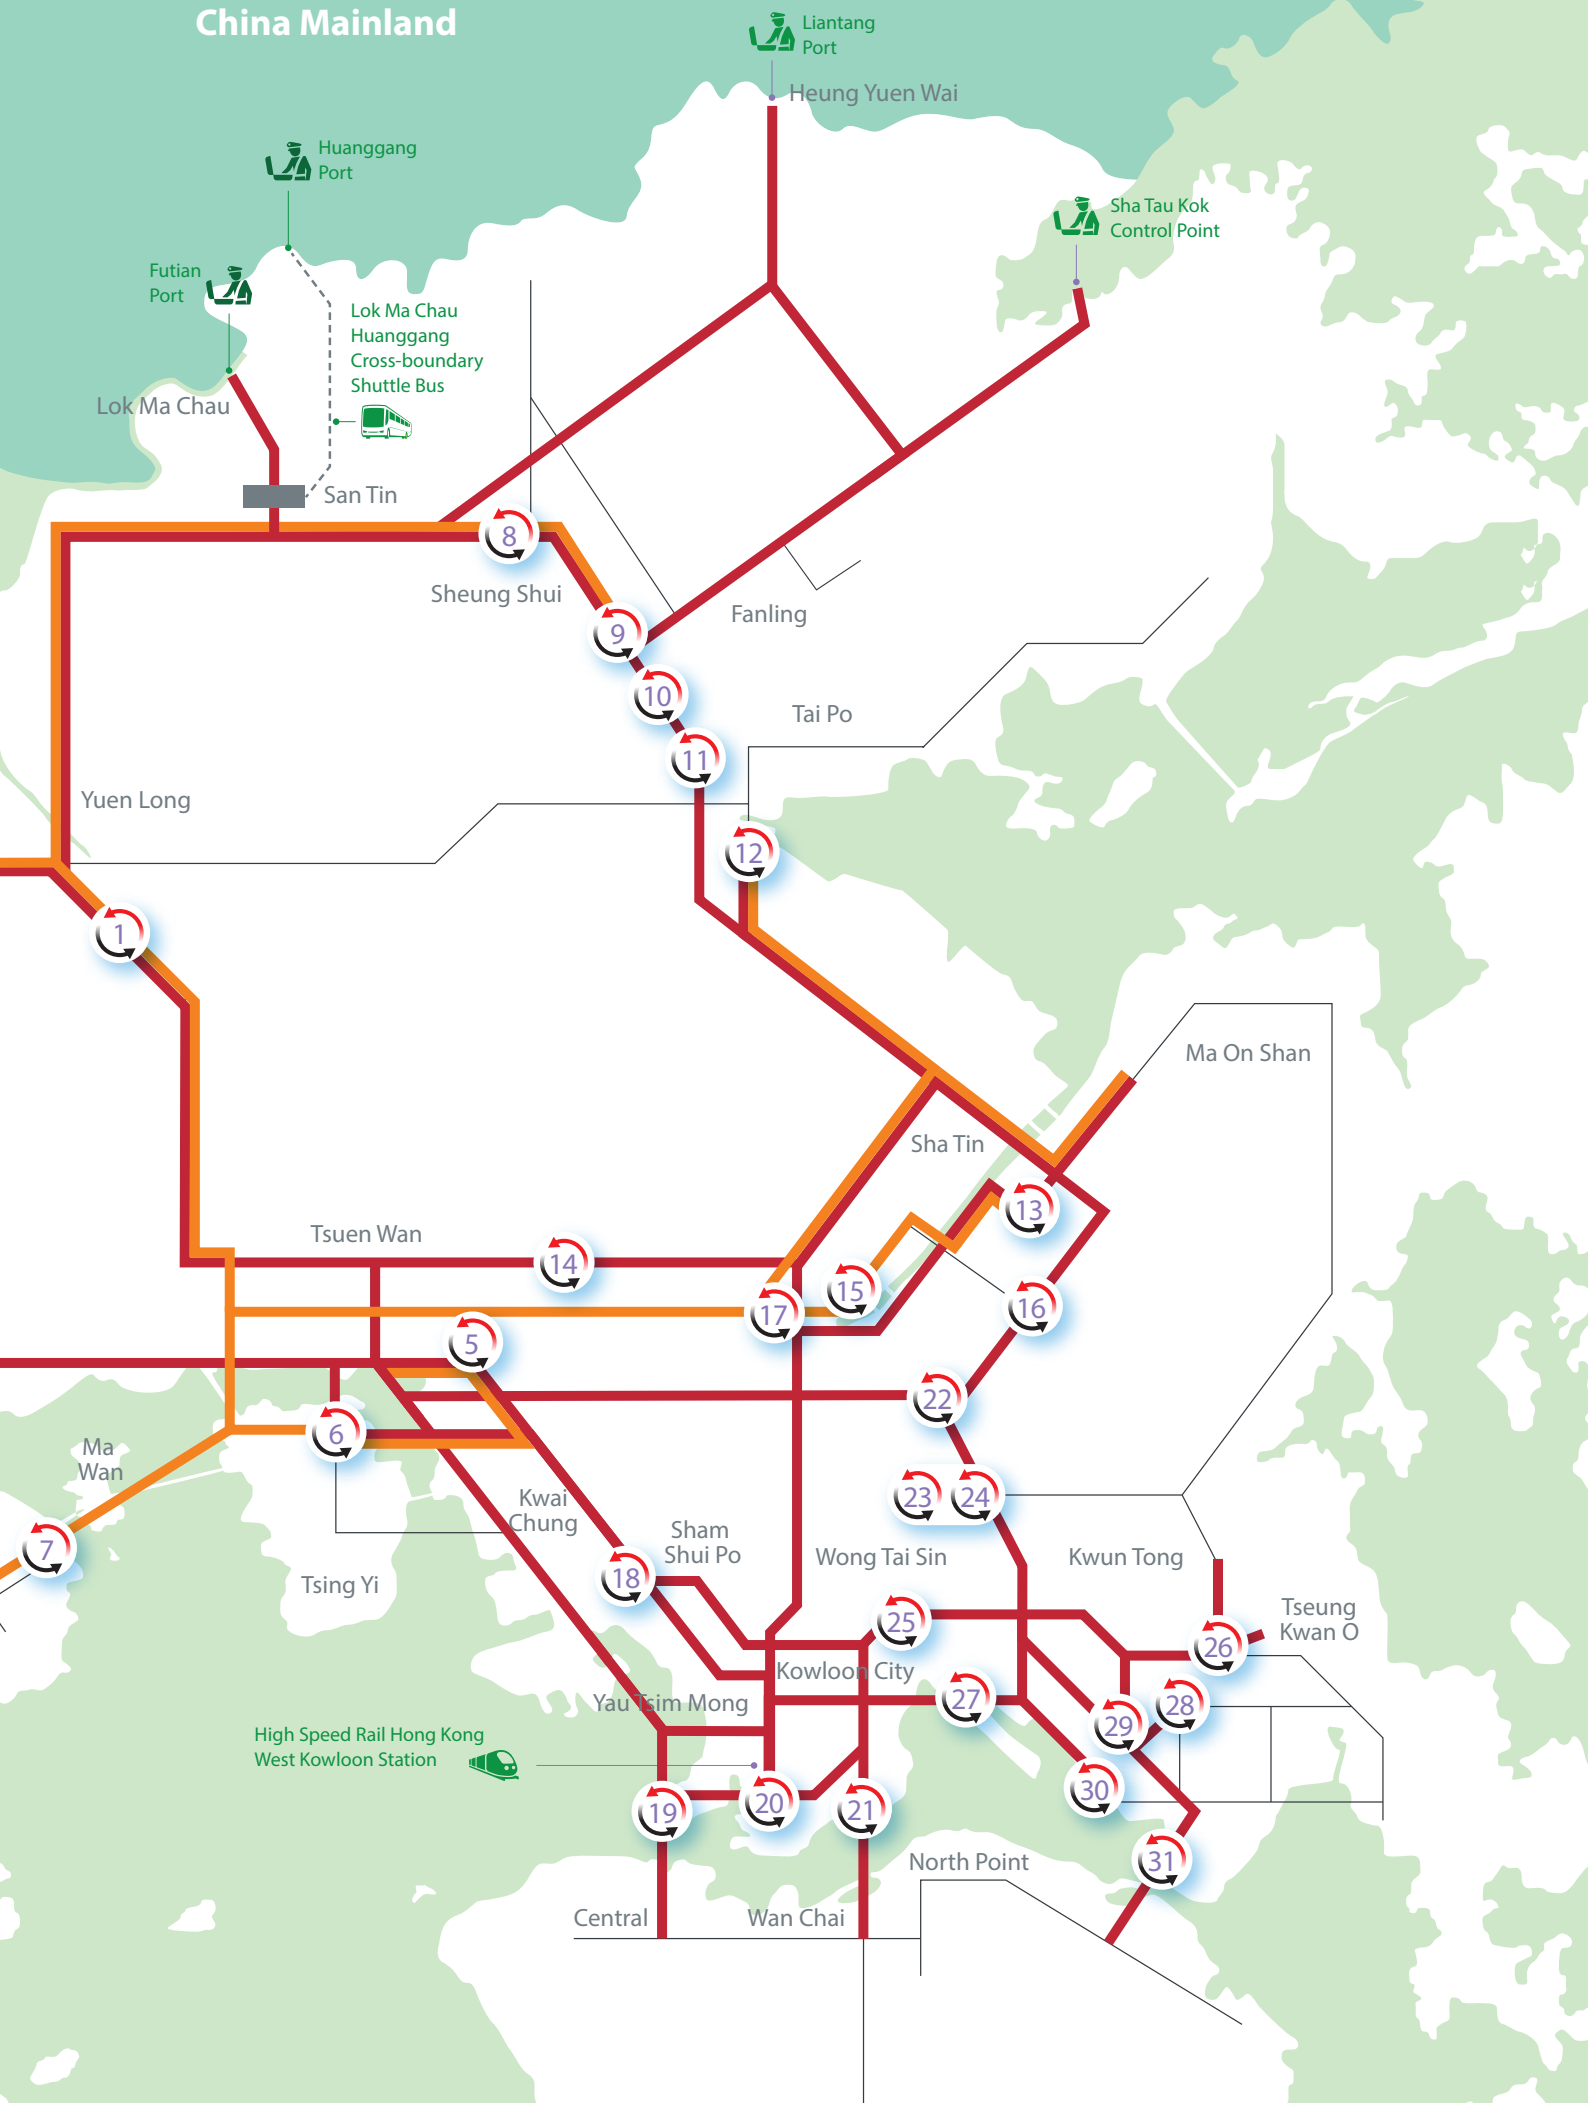 China Mainland
Liantang
Port
Heung Yuen Wai
Huanggang
Port
Sha Tau Kok
Control Point
Futian
Port
Lok Ma Chau
Huanggang
Cross-boundary
Shuttle Bus
Lok Ma Chau
San Tin
8
Sheung Shui
9
Fanling
10
Tai Po
11
Yuen Long
12
1
Ma On Shan
Sha Tin
13
Tsuen Wan
14
15
16
17
5
22
6
Ma
Wan
23
24
Kwai
Chung
7
Sham
Shui Po
Wong Tai Sin
Kwun Tong
18
Tsing Yi
Tseung
Kwan O
25
26
Kowloon City
27
Yau Tsim Mong
28
29
High Speed Rail Hong Kong
West Kowloon Station
30
19
20
21
31
North Point
Central
Wan Chai